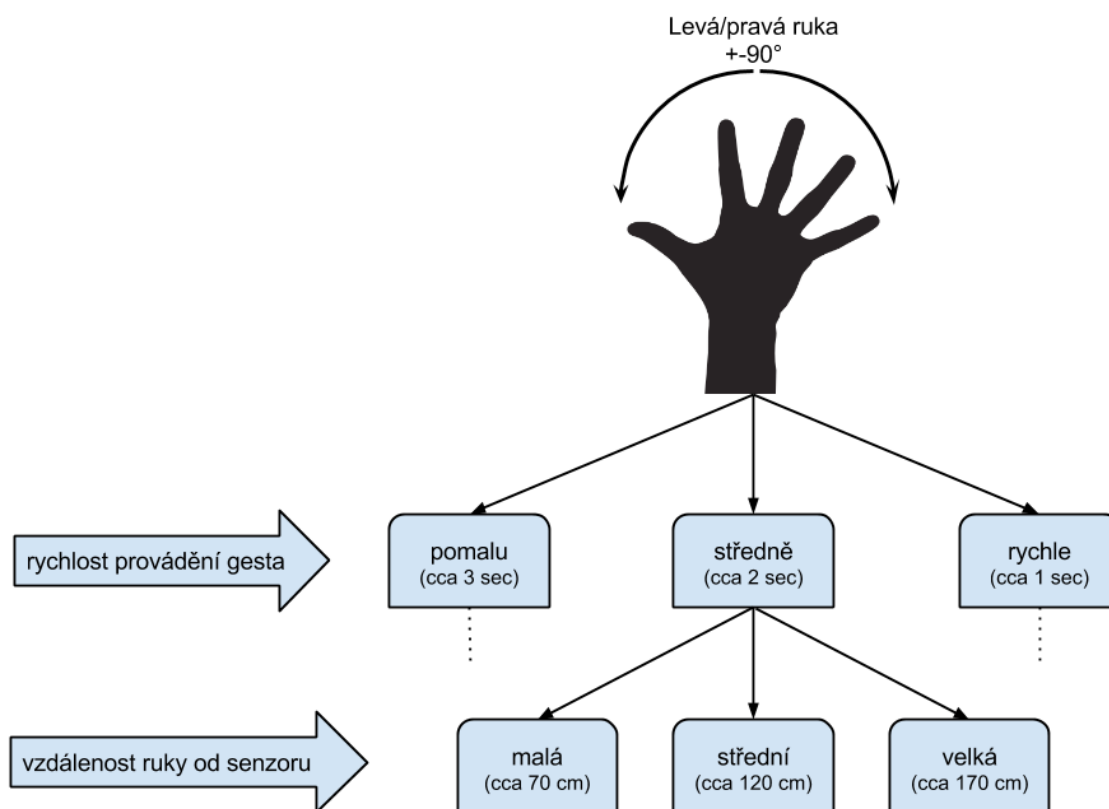 Levá/pravá ruka
+-90°
rychlost provádění gesta
pomalu
(cca 3 sec)
středně
(cca 2 sec)
rychle
(cca 1 sec)
vzdálenost ruky od senzoru
malá
(cca 70 cm)
střední
(cca 120 cm)
velká
(cca 170 cm)